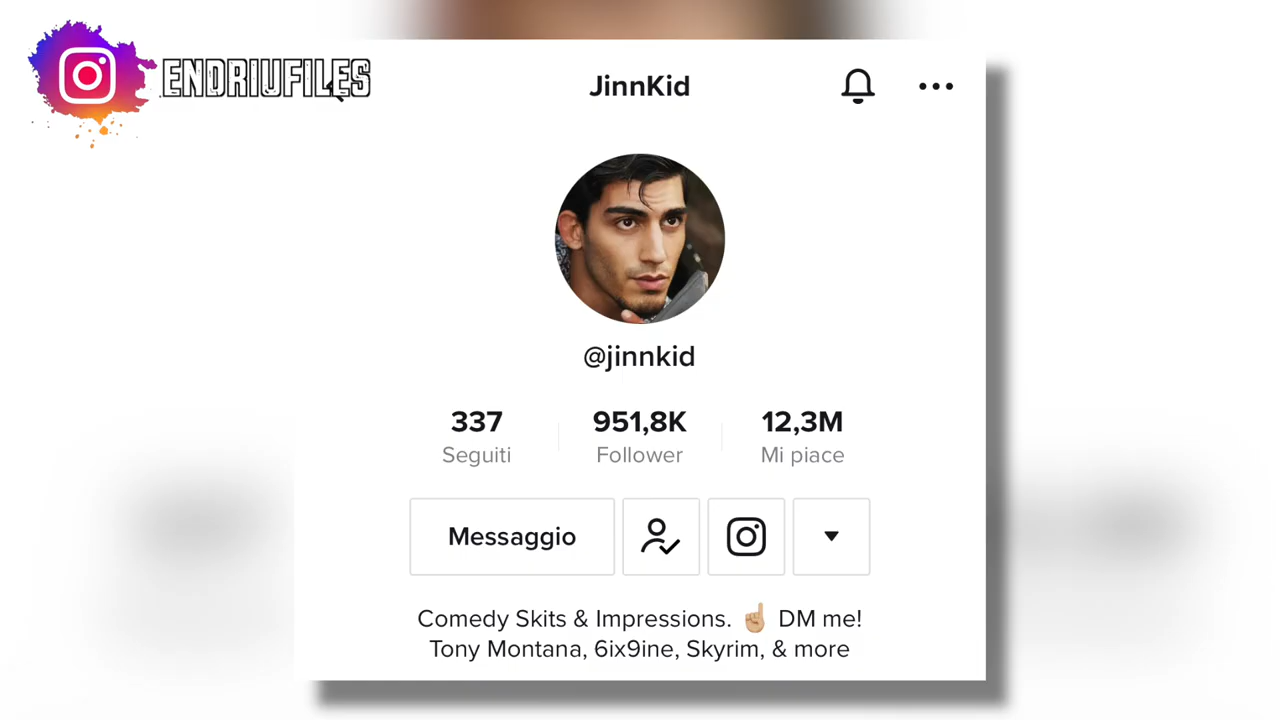 ENDRIUFILES
JinnKid
@jinnkid
337
Seguiti
951,8K
Follower
12,3M
Mi piace
Messaggio
Comedy Skits & Impressions. ☝🏼 DM me!
Tony Montana, 6ix9ine, Skyrim, & more